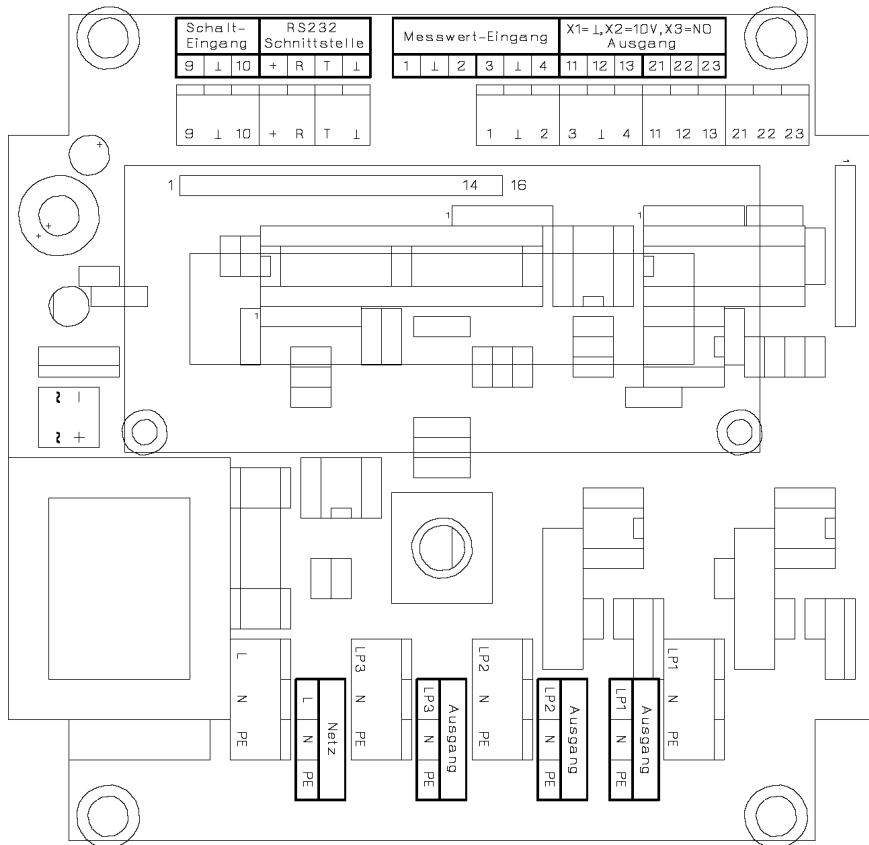 Schalt-Eingang RS232 Schnittstelle Messwert-Eingang X1=⊥,X2=10V,X3=NO Ausgang
9 ⊥ 10 + R T ⊥ 1 ⊥ 2 3 ⊥ 4 11 12 13 21 22 23
9 ⊥ 10 + R T ⊥ 1 ⊥ 2 3 ⊥ 4 11 12 13 21 22 23
+
1 14 16 1
1 1
+
+
1
~ -
~ +
L LP3 LP2 LP1
N N N N
PE PE PE PE
L N PE Netz
LP3 N PE Ausgang
LP2 N PE Ausgang
LP1 N PE Ausgang